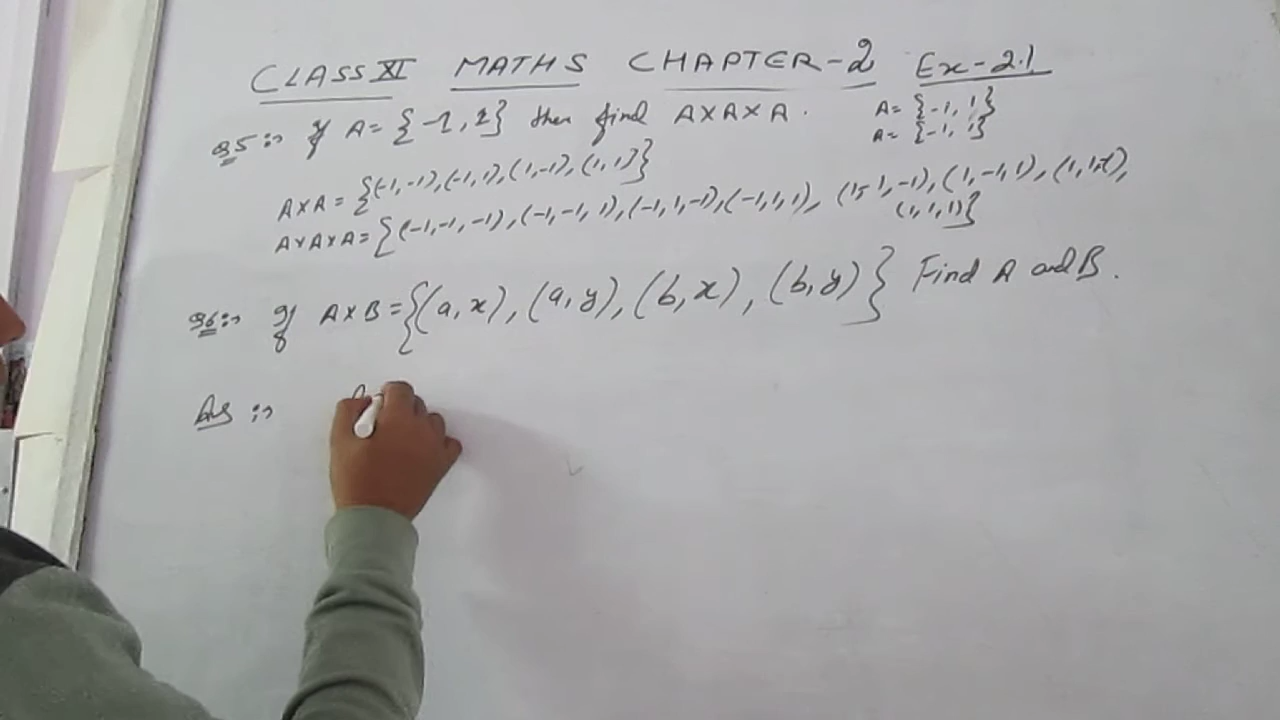 CLASS XI MATHS CHAPTER-2 Ex-2.1
Q5:- If A= {-1,1} then find A×A×A.
A= {-1, 1}
A= {-1, 1}
A×A = {(-1,-1),(-1,1),(1,-1),(1,1)}
A×A×A= {(-1,-1,-1),(-1,-1,1),(-1,1,-1),(-1,1,1), (1,-1,-1),(1,-1,1),(1,1,-1),
(1,1,1)}
Q6:- If A×B={(a,x),(a,y),(b,x),(b,y)} Find A and B.
Ans :-